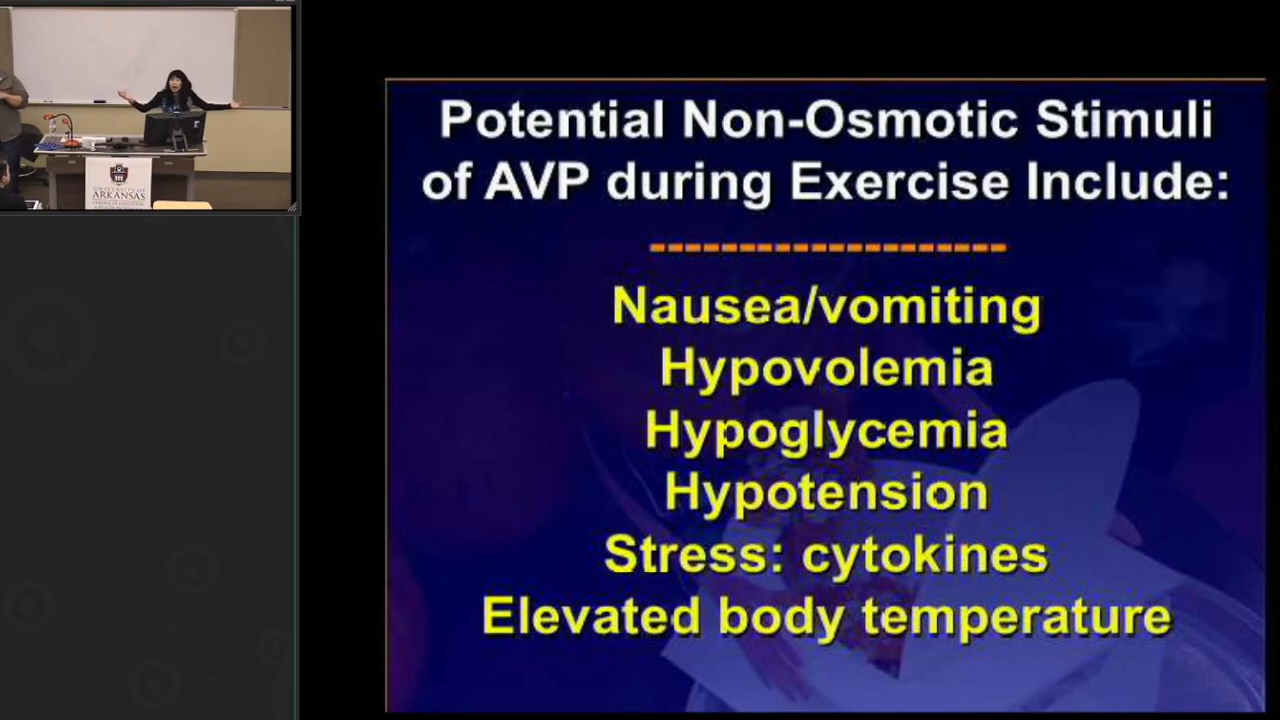 Potential Non-Osmotic Stimuli
of AVP during Exercise Include:
--------------------
Nausea/vomiting
Hypovolemia
Hypoglycemia
Hypotension
Stress: cytokines
Elevated body temperature
UNIVERSITY OF
ARKANSAS